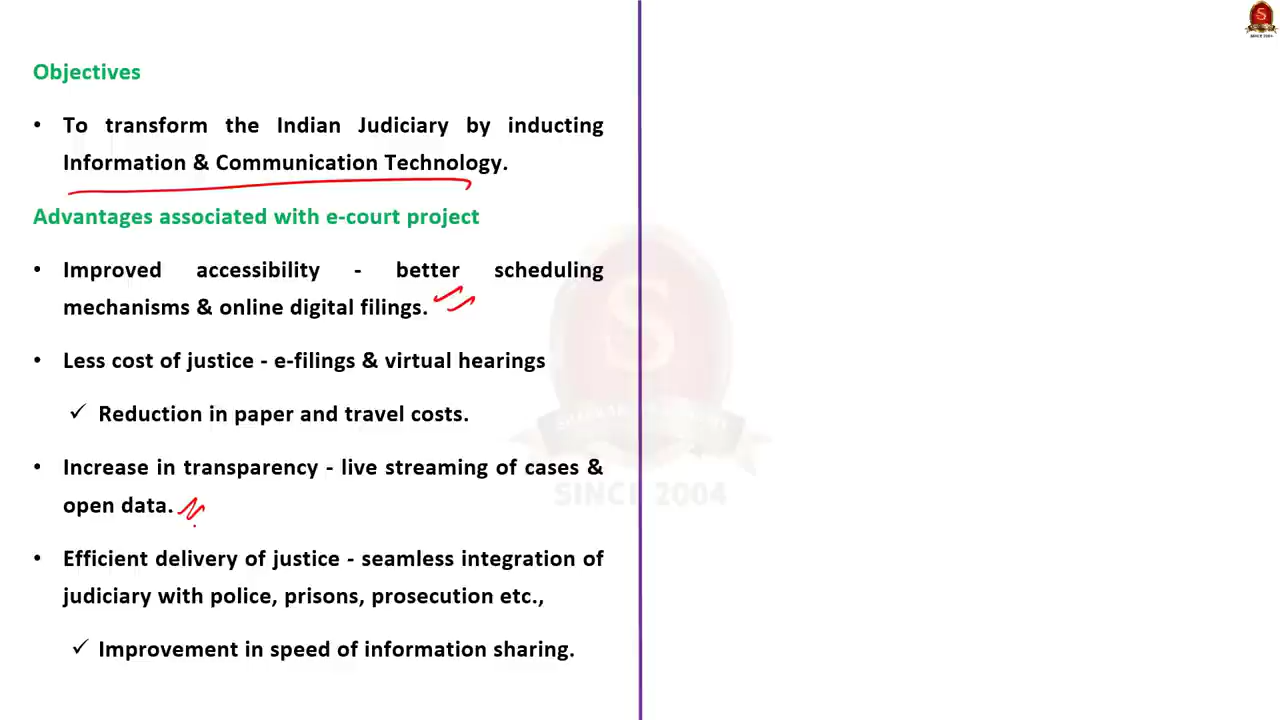 Objectives
• To transform the Indian Judiciary by inducting
Information & Communication Technology.
Advantages associated with e-court project
• Improved accessibility - better scheduling
mechanisms & online digital filings.
• Less cost of justice - e-filings & virtual hearings
✓ Reduction in paper and travel costs.
• Increase in transparency - live streaming of cases &
open data.
• Efficient delivery of justice - seamless integration of
judiciary with police, prisons, prosecution etc.,
✓ Improvement in speed of information sharing.
S
SINCE 2004
S
SINCE 2004